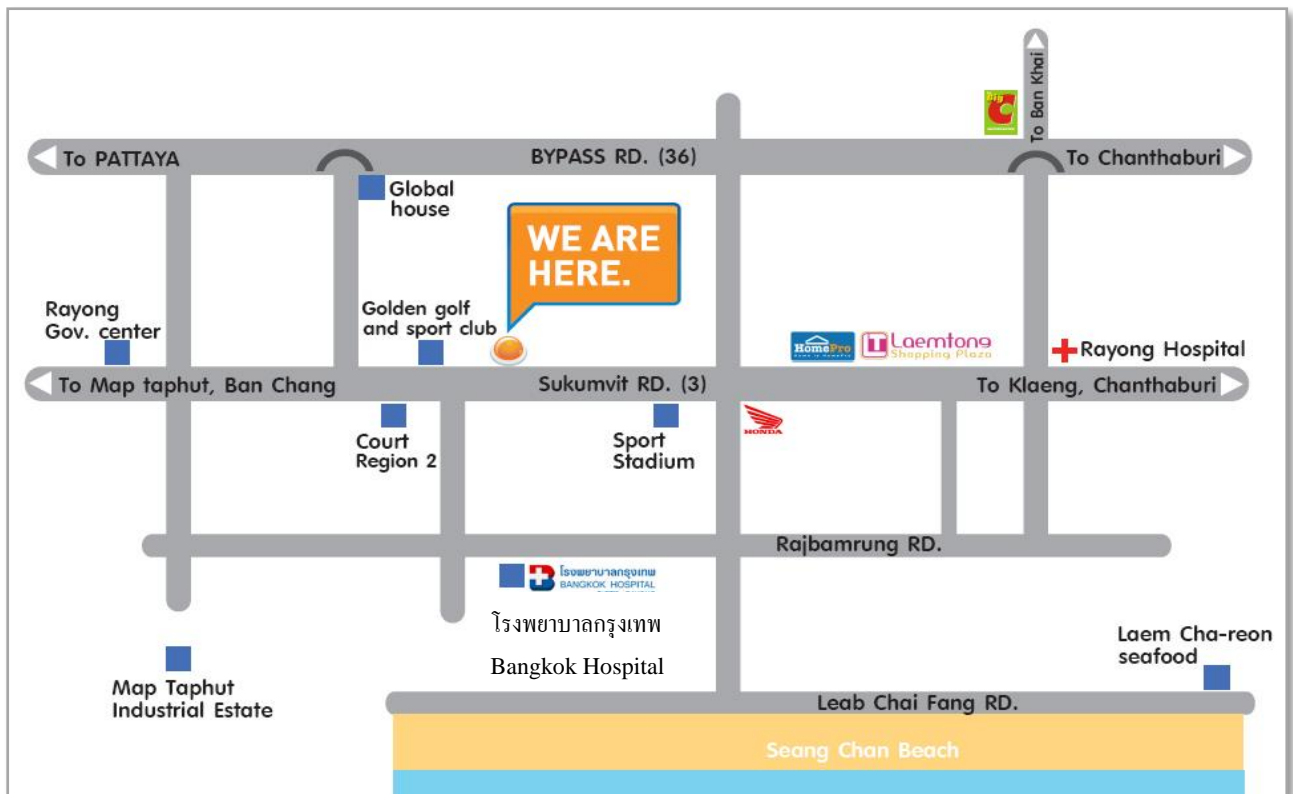 To Ban Khai
Big
C
To PATTAYA
BYPASS RD. (36)
To Chanthaburi
Global
house
WE ARE
HERE.
Rayong
Gov. center
Golden golf
and sport club
HomePro
T Laemtong
Shopping Plaza
Rayong Hospital
To Map taphut, Ban Chang
Sukumvit RD. (3)
To Klaeng, Chanthaburi
Court
Region 2
Sport
Stadium
HONDA
Rajbamrung RD.
โรงพยาบาลกรุงเทพ
BANGKOK HOSPITAL
โรงพยาบาลกรุงเทพ
Bangkok Hospital
Laem Cha-reon
seafood
Map Taphut
Industrial Estate
Leab Chai Fang RD.
Seang Chan Beach